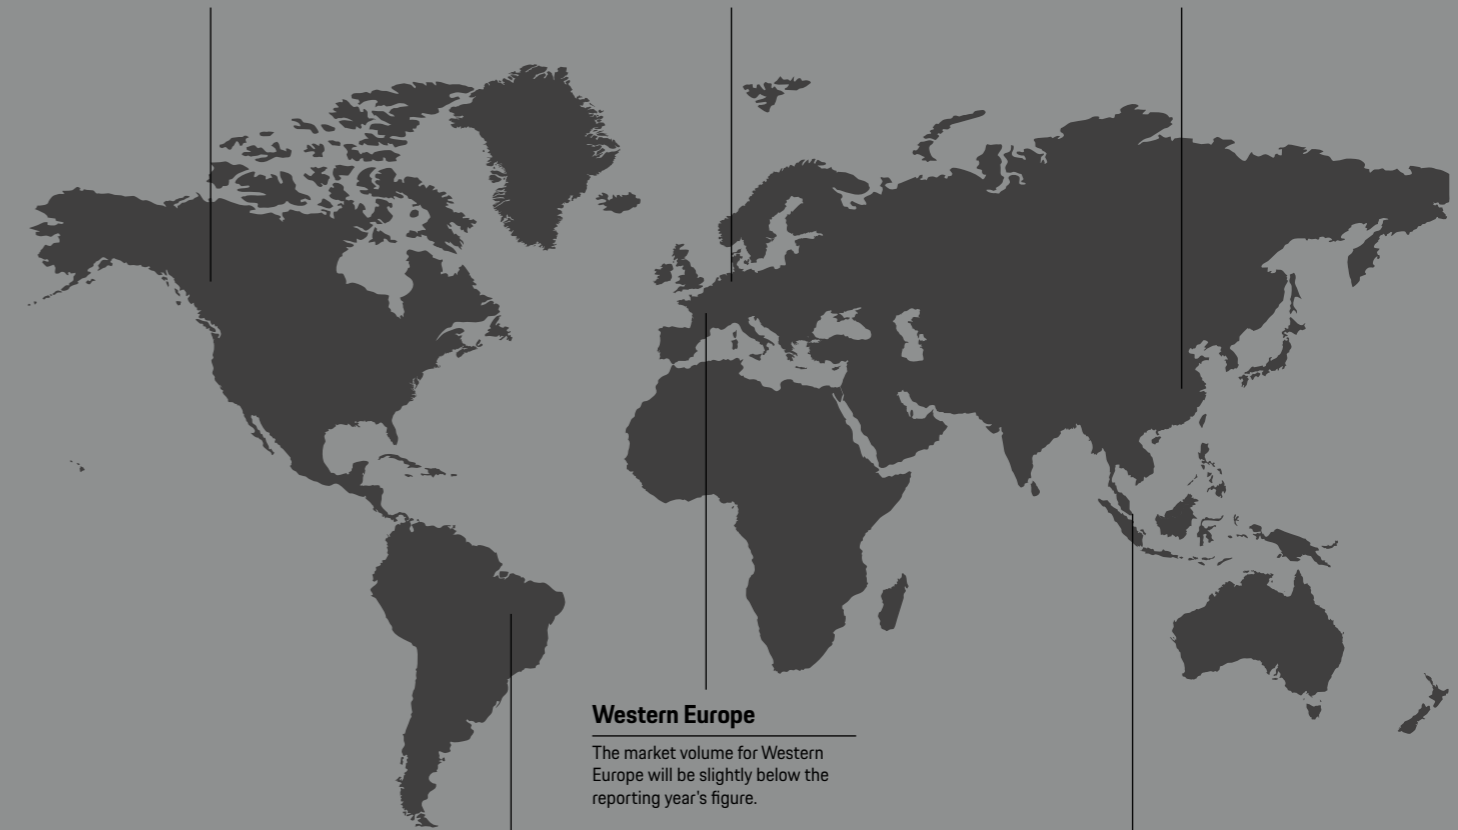 Western Europe
The market volume for Western
Europe will be slightly below the
reporting year's figure.